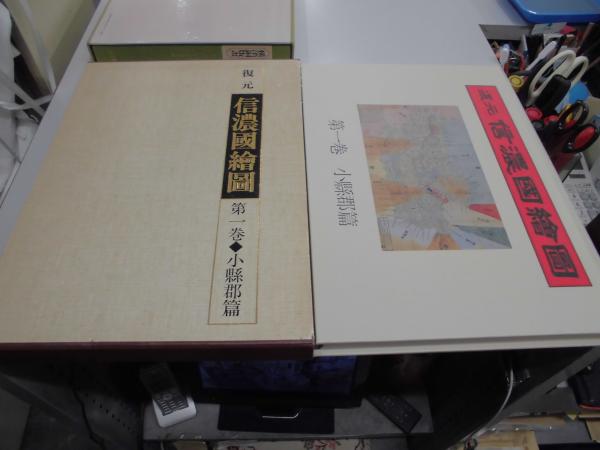 復元
信濃國繪圖
第一巻◆小縣郡篇
復元 信濃國繪圖
第一巻 小縣郡篇